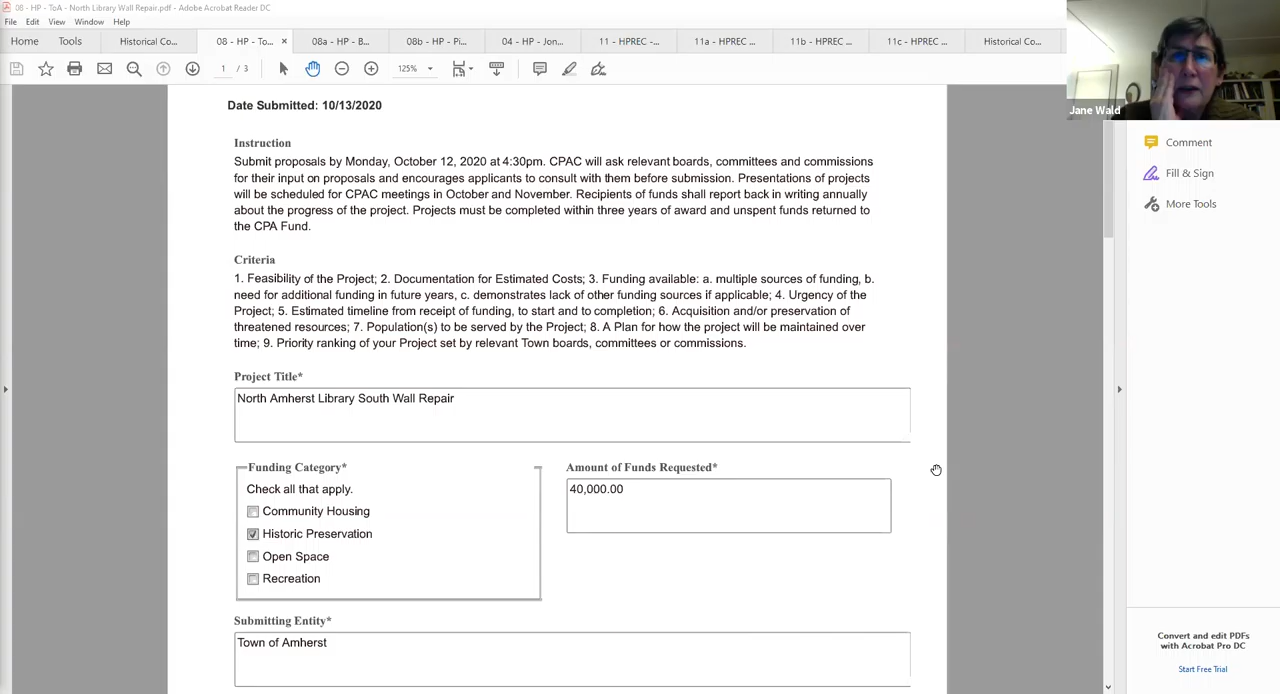 08 - HP - ToA - North Library Wall Repair.pdf - Adobe Acrobat Reader DC
File Edit View Window Help
Home Tools Historical Co... 08 - HP - To... × 08a - HP - B... 08b - HP - Pi... 04 - HP - Jon... 11 - HPREC -... 11a - HPREC ... 11b - HPREC ... 11c - HPREC ... Historical Co...
1 / 3 125%
Jane Wald
Date Submitted: 10/13/2020
Instruction
Submit proposals by Monday, October 12, 2020 at 4:30pm. CPAC will ask relevant boards, committees and commissions
for their input on proposals and encourages applicants to consult with them before submission. Presentations of projects
will be scheduled for CPAC meetings in October and November. Recipients of funds shall report back in writing annually
about the progress of the project. Projects must be completed within three years of award and unspent funds returned to
the CPA Fund.
Criteria
1. Feasibility of the Project; 2. Documentation for Estimated Costs; 3. Funding available: a. multiple sources of funding, b.
need for additional funding in future years, c. demonstrates lack of other funding sources if applicable; 4. Urgency of the
Project; 5. Estimated timeline from receipt of funding, to start and to completion; 6. Acquisition and/or preservation of
threatened resources; 7. Population(s) to be served by the Project; 8. A Plan for how the project will be maintained over
time; 9. Priority ranking of your Project set by relevant Town boards, committees or commissions.
Project Title*
North Amherst Library South Wall Repair
Funding Category*
Check all that apply.
Community Housing
Historic Preservation
Open Space
Recreation
Amount of Funds Requested*
40,000.00
Submitting Entity*
Town of Amherst
Comment
Fill & Sign
More Tools
Convert and edit PDFs
with Acrobat Pro DC
Start Free Trial